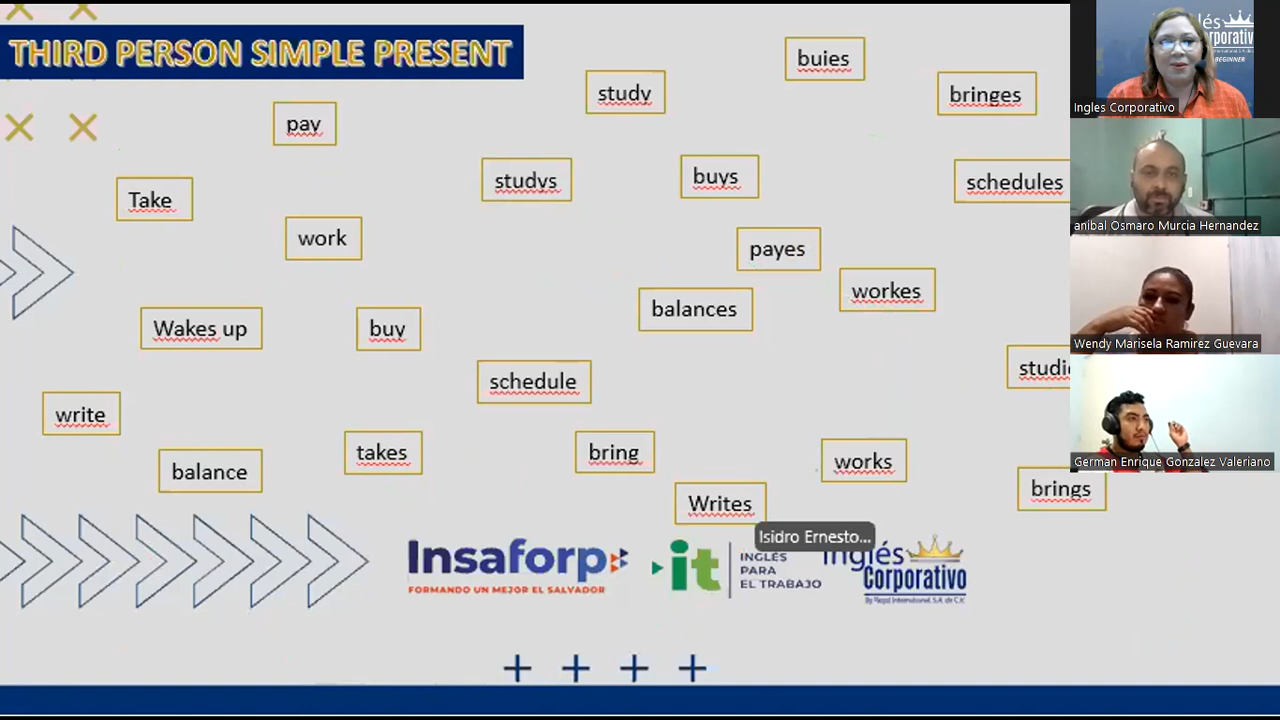 THIRD PERSON SIMPLE PRESENT
buies
study
bringes
pay
studys
buys
schedules
Take
work
payes
workes
balances
Wakes up
buy
schedule
write
takes
bring
works
balance
brings
Writes
Isidro Ernesto...
Insaforp
FORMANDO UN MEJOR EL SALVADOR
it
INGLÉS
PARA
EL TRABAJO
Inglés
Corporativo
Ingles Corporativo
BEGINNER
anibal Osmaro Murcia Hernandez
Wendy Marisela Ramirez Guevara
German Enrique Gonzalez Valeriano